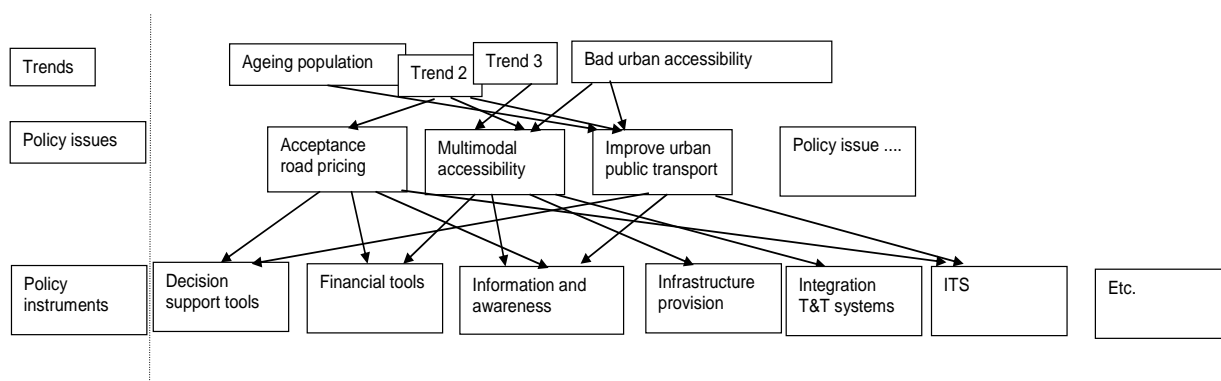 Trends
Ageing population
Trend 2
Trend 3
Bad urban accessibility
Policy issues
Acceptance
road pricing
Multimodal
accessibility
Improve urban
public transport
Policy issue ....
Policy
instruments
Decision
support tools
Financial tools
Information and
awareness
Infrastructure
provision
Integration
T&T systems
ITS
Etc.